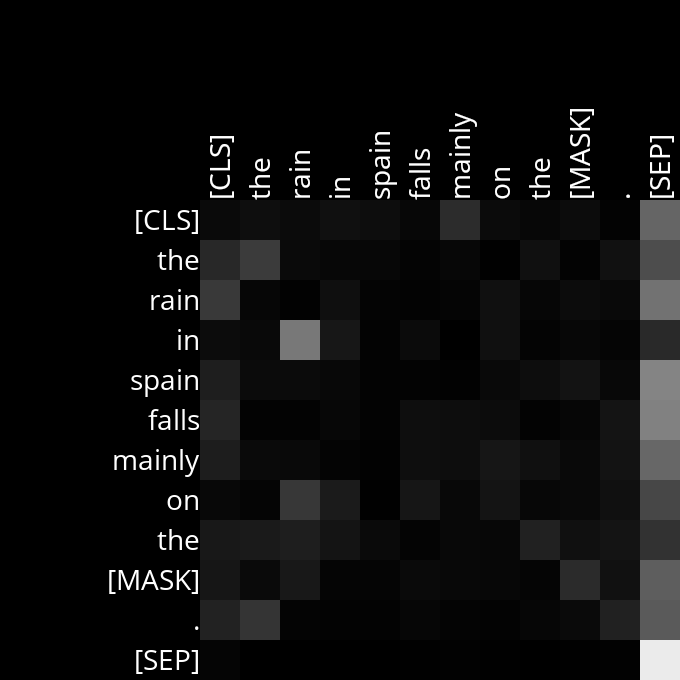 [CLS] the rain in spain falls mainly on the [MASK] . [SEP]
[CLS]
the
rain
in
spain
falls
mainly
on
the
[MASK]
.
[SEP]